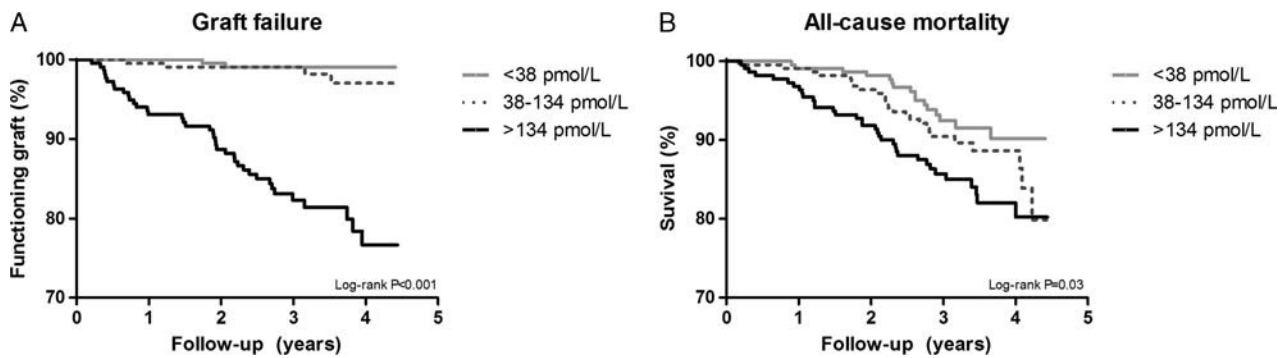 A
Graft failure
Functioning graft (%)
100
90
80
70
0
1
2
3
4
5
Follow-up (years)
<38 pmol/L
38-134 pmol/L
>134 pmol/L
Log-rank P<0.001
B
All-cause mortality
Suvival (%)
100
90
80
70
0
1
2
3
4
5
Follow-up (years)
<38 pmol/L
38-134 pmol/L
>134 pmol/L
Log-rank P=0.03